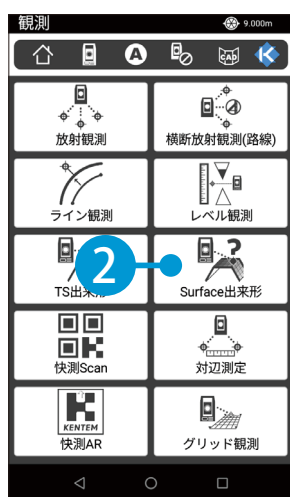 観測 9.000m
A CAD
放射観測 横断放射観測(路線)
ライン観測 レベル観測
2
TS出来形 Surface出来形
快測Scan 対辺測定
KENTEM
快測AR グリッド観測